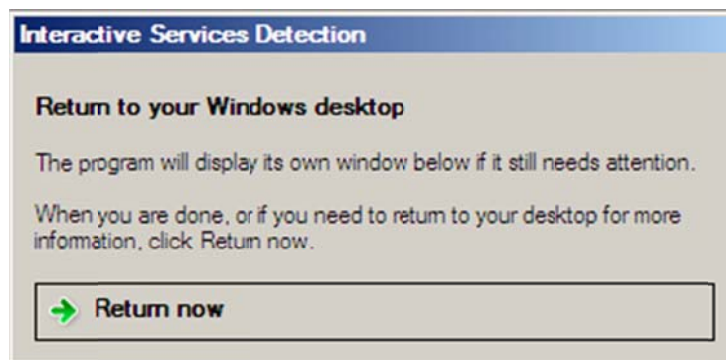 Interactive Services Detection
Return to your Windows desktop
The program will display its own window below if it still needs attention.
When you are done, or if you need to return to your desktop for more
information, click Return now.
Return now